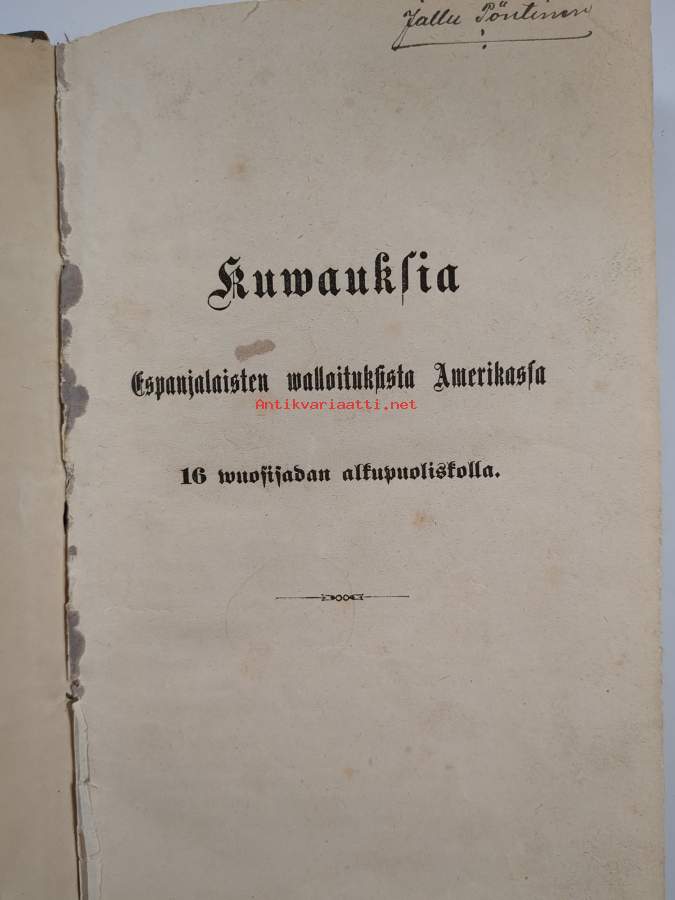 Jallu Pöntinen
Kuwauksia
Espanjalaisten walloituksista Amerikassa
Antikvariaatti.net
16 wuosisadan alkupuoliskolla.